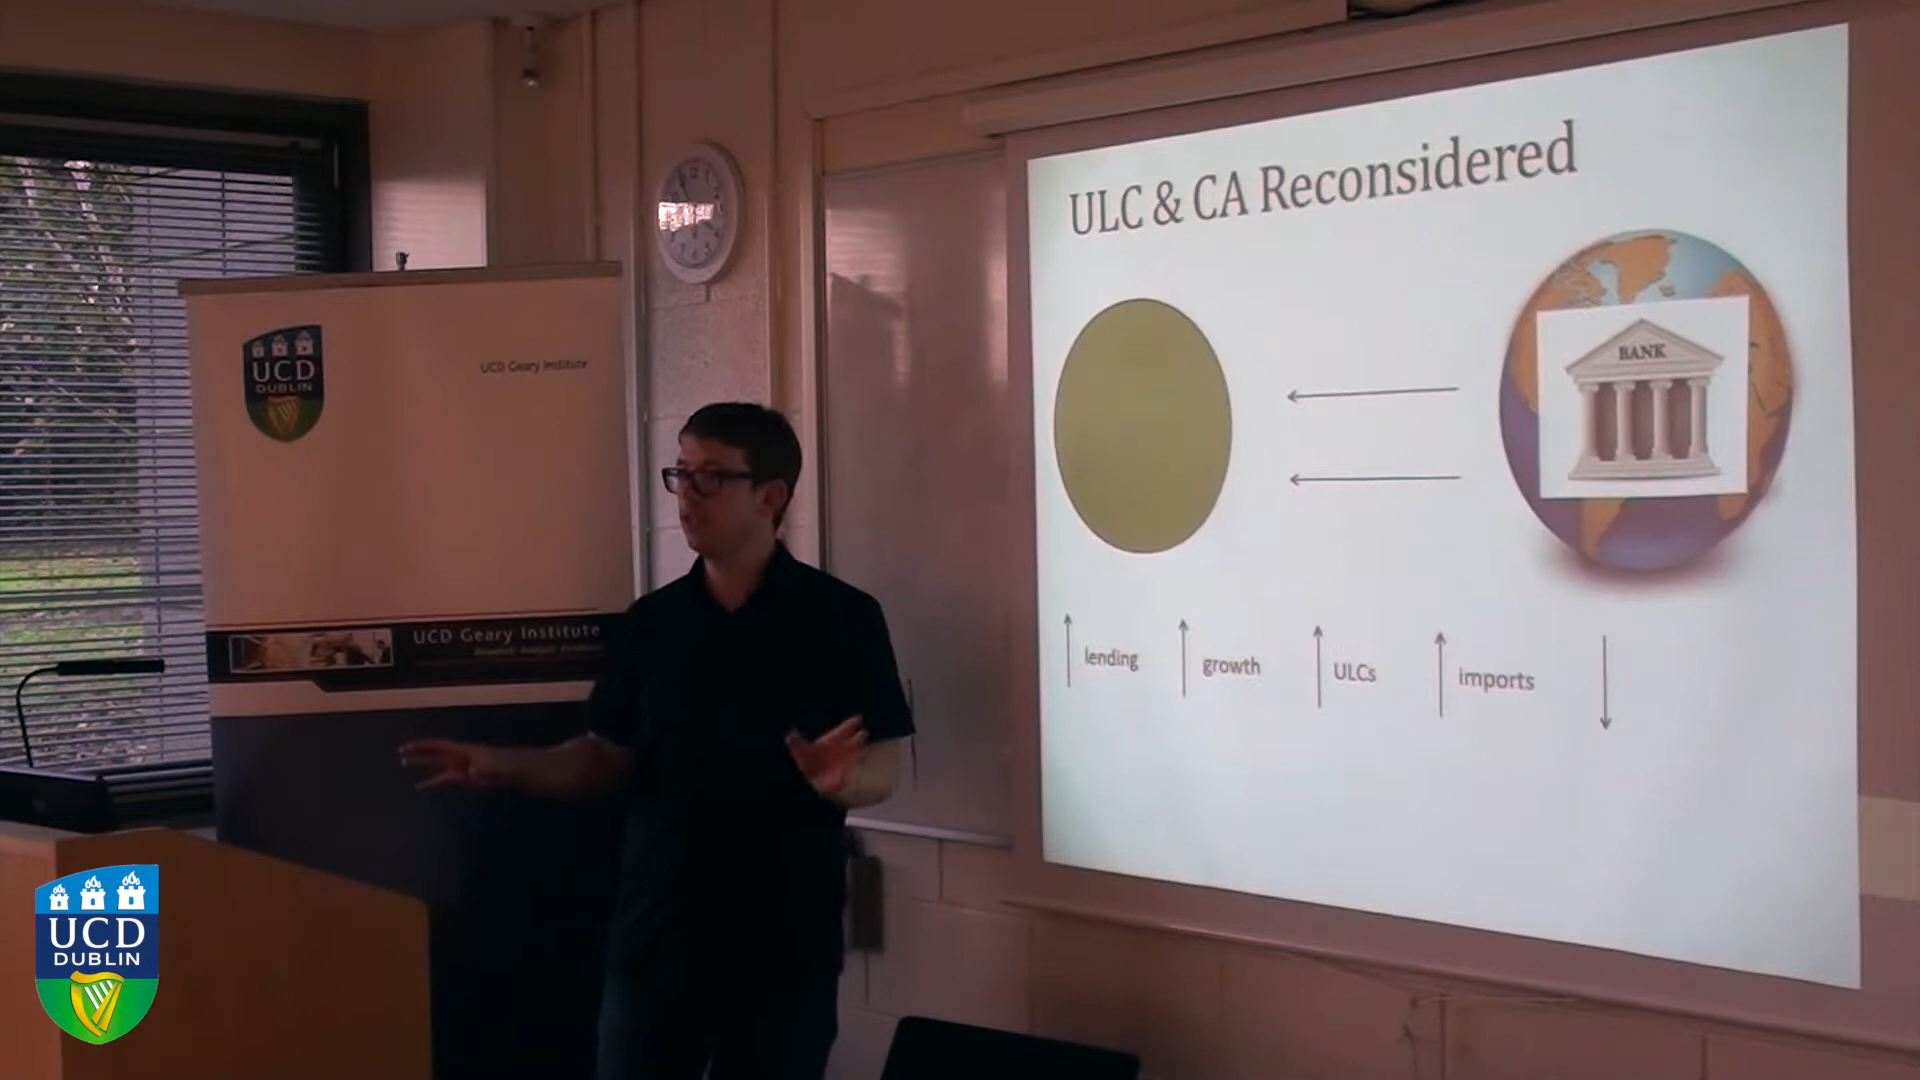 UCD
DUBLIN
UCD Geary Institute
UCD Geary Institute
ULC & CA Reconsidered
BANK
lending
growth
ULCs
imports
UCD
DUBLIN